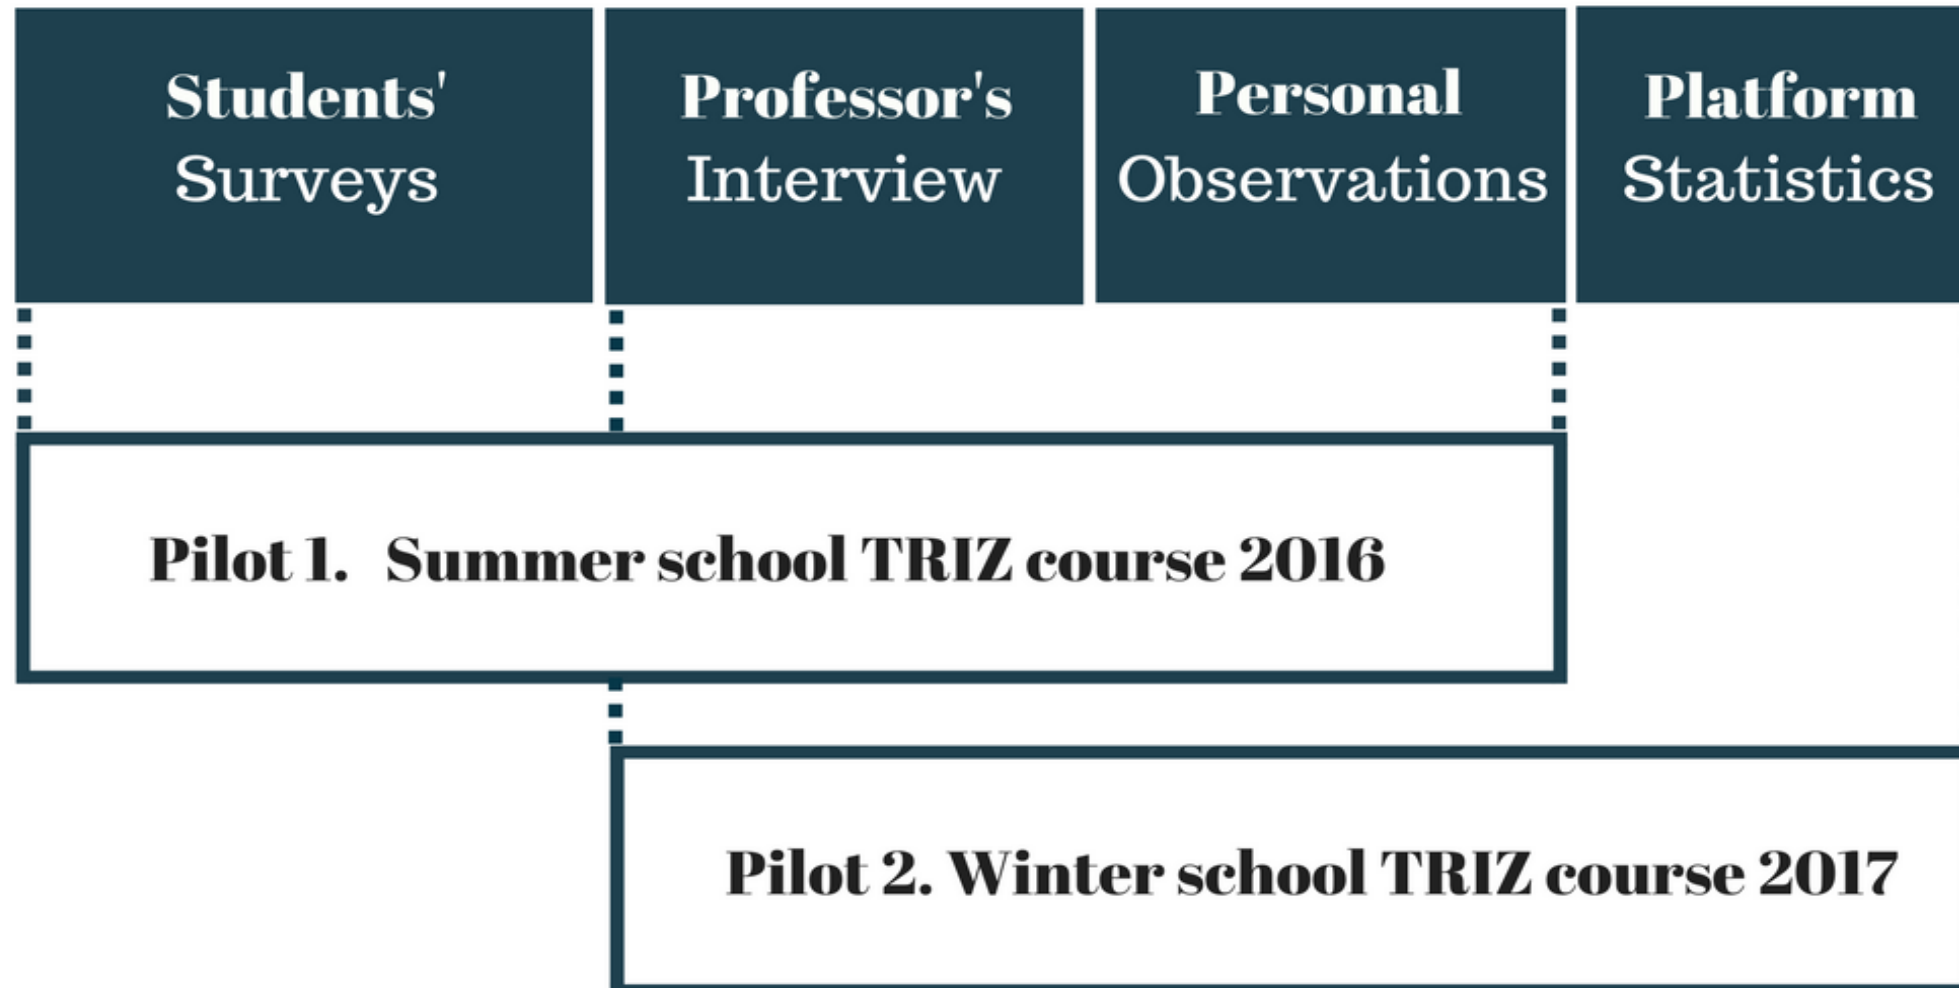 Students'
Surveys
Professor's
Interview
Personal
Observations
Platform
Statistics
Pilot 1. Summer school TRIZ course 2016
Pilot 2. Winter school TRIZ course 2017